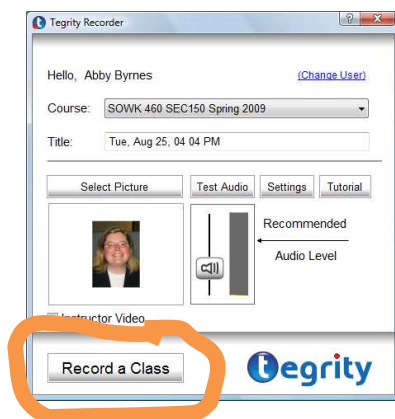 Tegrity Recorder
Hello, Abby Byrnes (Change User)
Course: SOWK 460 SEC150 Spring 2009
Title: Tue, Aug 25, 04 04 PM
Select Picture Test Audio Settings Tutorial
Recommended
Audio Level
Instructor Video
Record a Class
tegrity